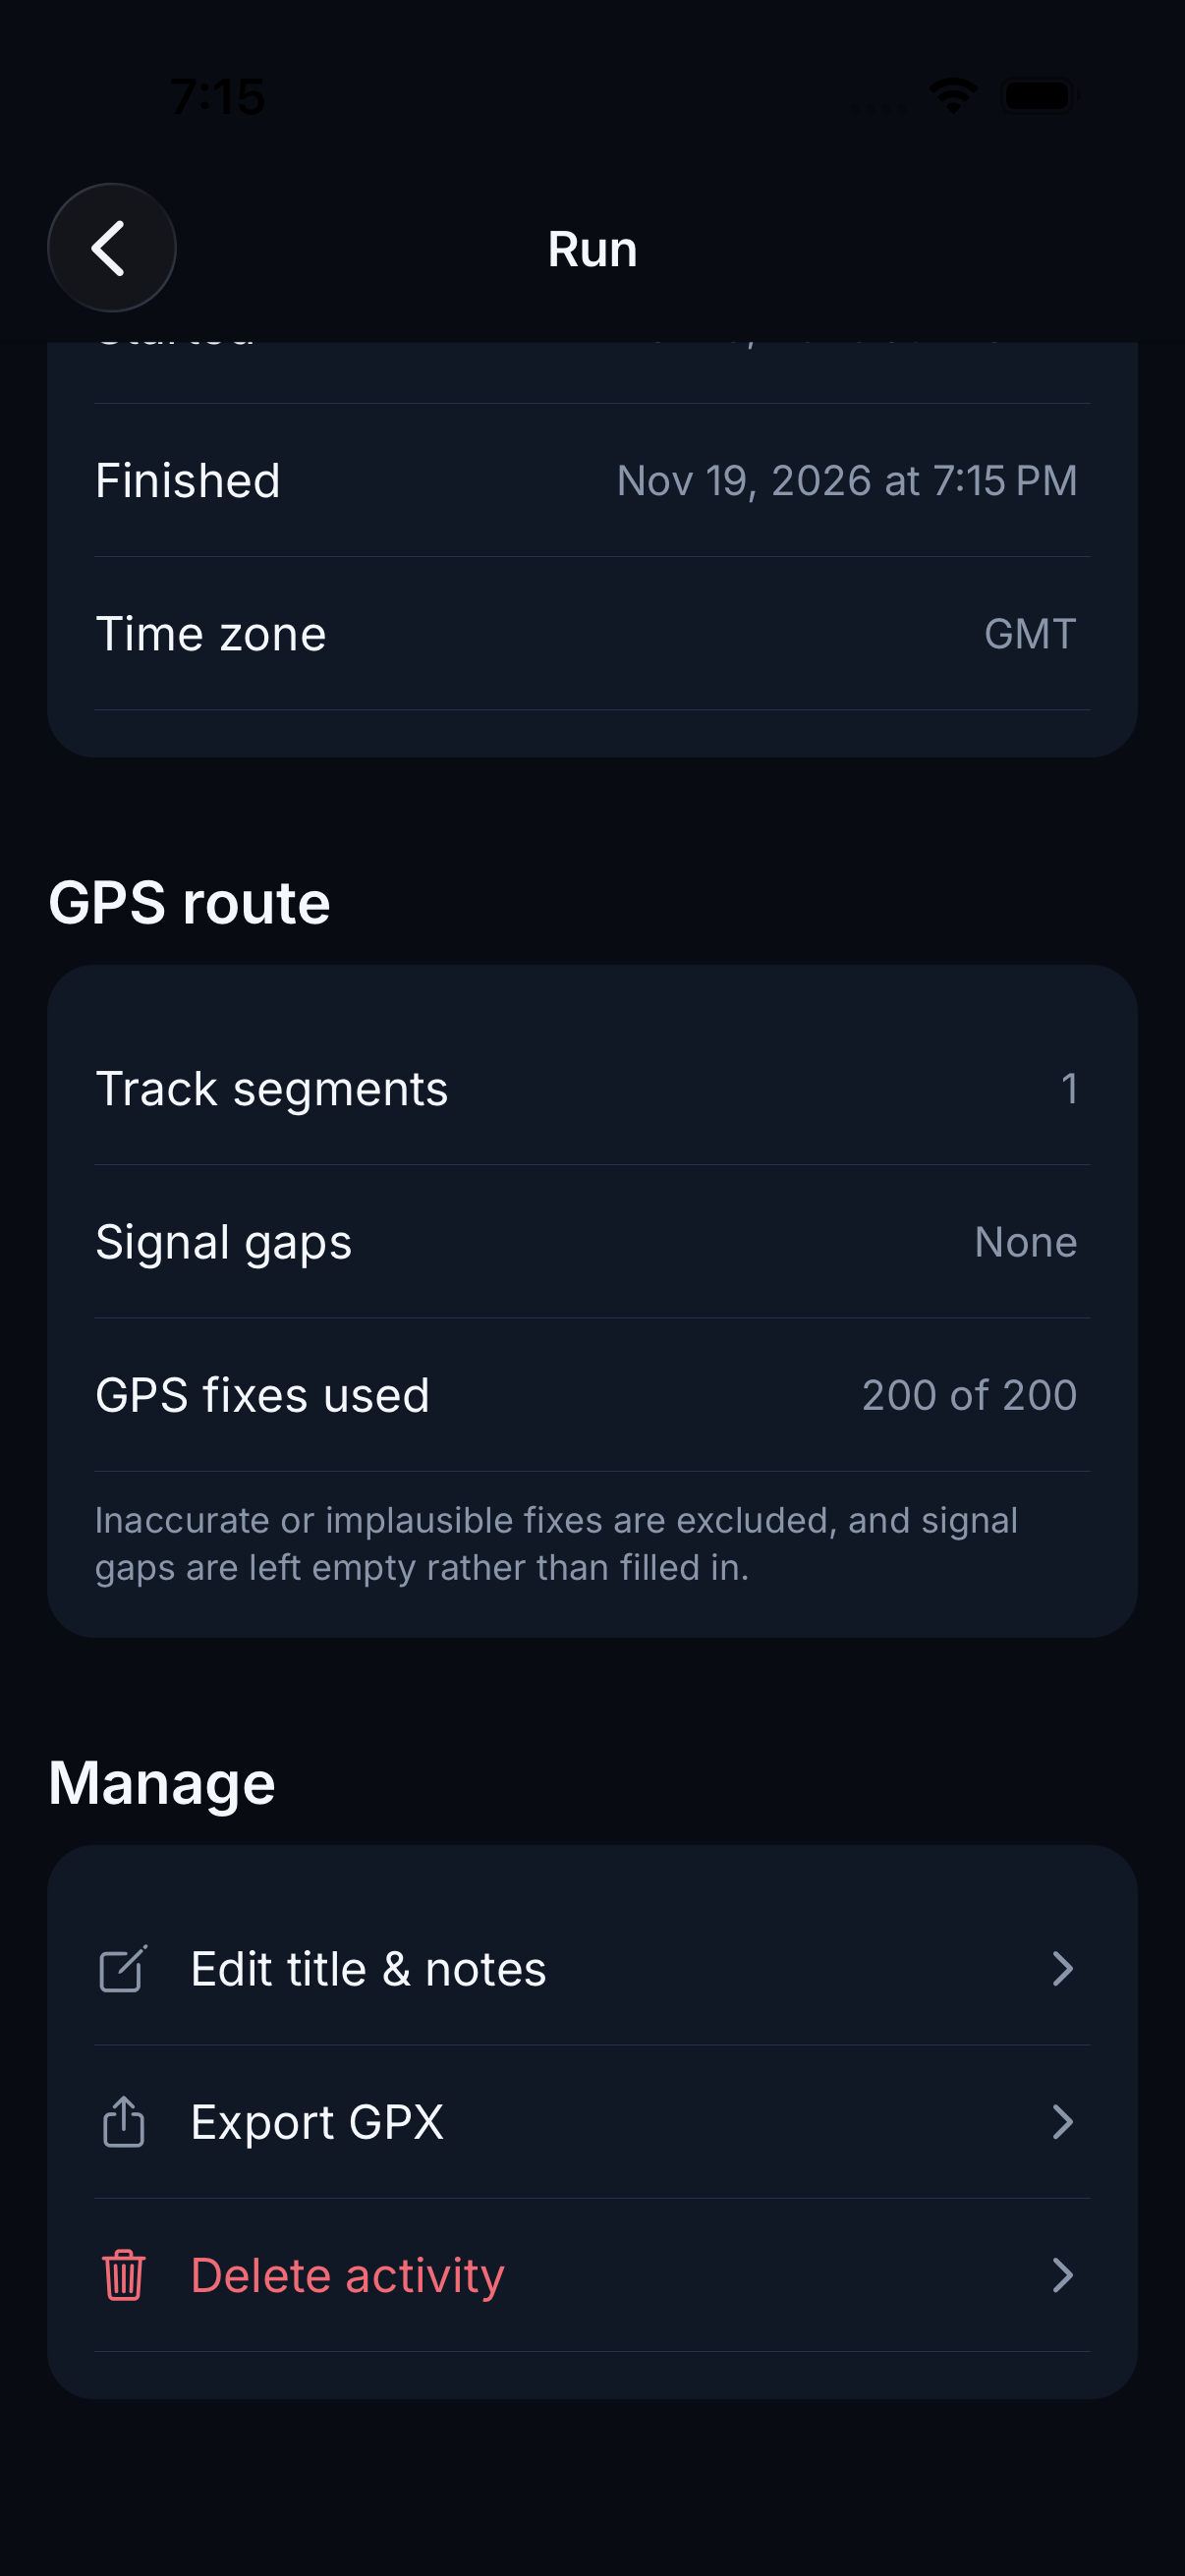 7:15
Run
Finished
Nov 19, 2026 at 7:15 PM
Time zone
GMT
GPS route
Track segments
1
Signal gaps
None
GPS fixes used
200 of 200
Inaccurate or implausible fixes are excluded, and signal
gaps are left empty rather than filled in.
Manage
Edit title & notes
Export GPX
Delete activity